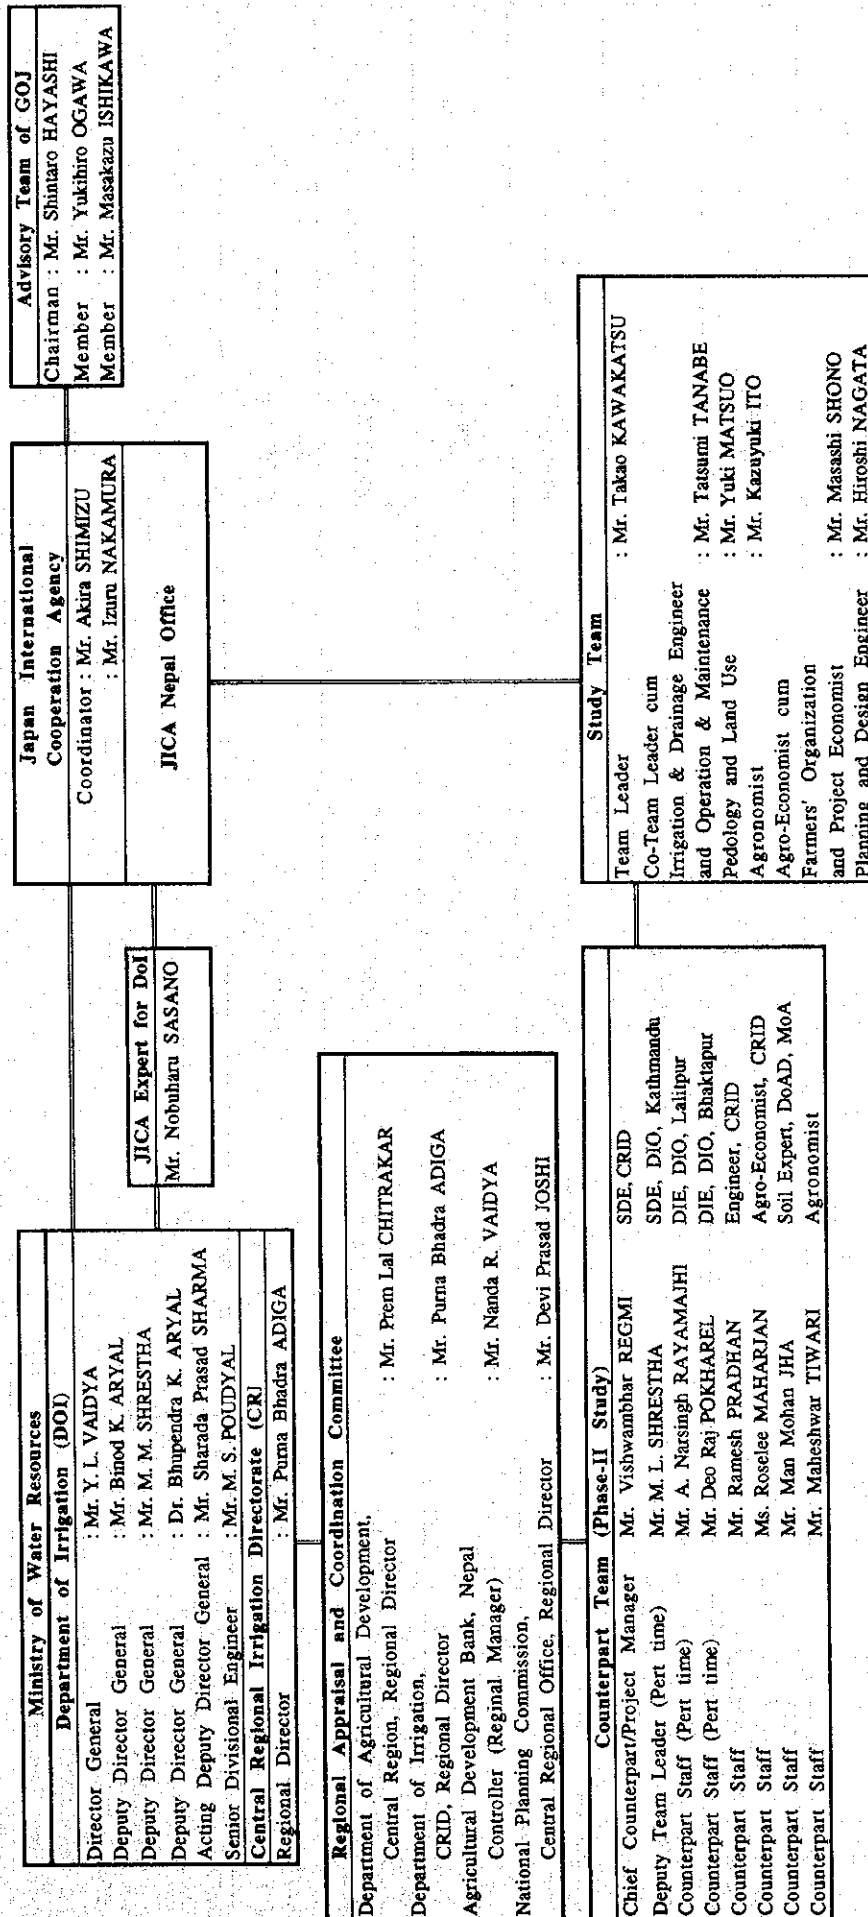 Ministry of Water Resources
Department of Irrigation (DOI)
Director General : Mr. Y. L. VAIDYA
Deputy Director General : Mr. Binod K. ARYAL
Deputy Director General : Mr. M. M. SHRESTHA
Deputy Director General : Dr. Bhupendra K. ARYAL
Acting Deputy Director General : Mr. Sharada Prasad SHARMA
Senior Divisional Engineer : Mr. M. S. POUDYAL
Central Regional Irrigation Directorate (CRI
Regional Director : Mr. Purna Bhadra ADIGA
JICA Expert for DoI
Mr. Nobuharu SASANO
Japan International
Cooperation Agency
Coordinator : Mr. Akira SHIMIZU
: Mr. Izuru NAKAMURA
JICA Nepal Office
Advisory Team of GOJ
Chairman : Mr. Shintaro HAYASHI
Member : Mr. Yukihiro OGAWA
Member : Mr. Masakazu ISHIKAWA
Regional Appraisal and Coordination Committee
Department of Agricultural Development,
Central Region, Regional Director : Mr. Prem Lal CHITRAKAR
Department of Irrigation,
CRID, Regional Director : Mr. Purna Bhadra ADIGA
Agricultural Development Bank, Nepal
Controller (Reginal Manager) : Mr. Nanda R. VAIDYA
National Planning Commission,
Central Regional Office, Regional Director : Mr. Devi Prasad JOSHI
Counterpart Team (Phase-II Study)
Chief Counterpart/Project Manager Mr. Vishwambhar REGMI SDE, CRID
Deputy Team Leader (Pert time) Mr. M. L. SHRESTHA SDE, DIO, Kathmandu
Counterpart Staff (Pert time) Mr. A. Narsingh RAYAMAJHI DIE, DIO, Lalitpur
Counterpart Staff (Pert time) Mr. Deo Raj POKHAREL DIE, DIO, Bhaktapur
Counterpart Staff Mr. Ramesh PRADHAN Engineer, CRID
Counterpart Staff Ms. Roselee MAHARJAN Agro-Economist, CRID
Counterpart Staff Mr. Man Mohan JHA Soil Expert, DoAD, MoA
Counterpart Staff Mr. Maheshwar TIWARI Agronomist
Study Team
Team Leader : Mr. Takao KAWAKATSU
Co-Team Leader cum
Irrigation & Drainage Engineer
and Operation & Maintenance : Mr. Tatsumi TANABE
Pedology and Land Use : Mr. Yuki MATSUO
Agronomist : Mr. Kazuyuki ITO
Agro-Economist cum
Farmers' Organization
and Project Economist : Mr. Masashi SHONO
Planning and Design Engineer : Mr. Hiroshi NAGATA